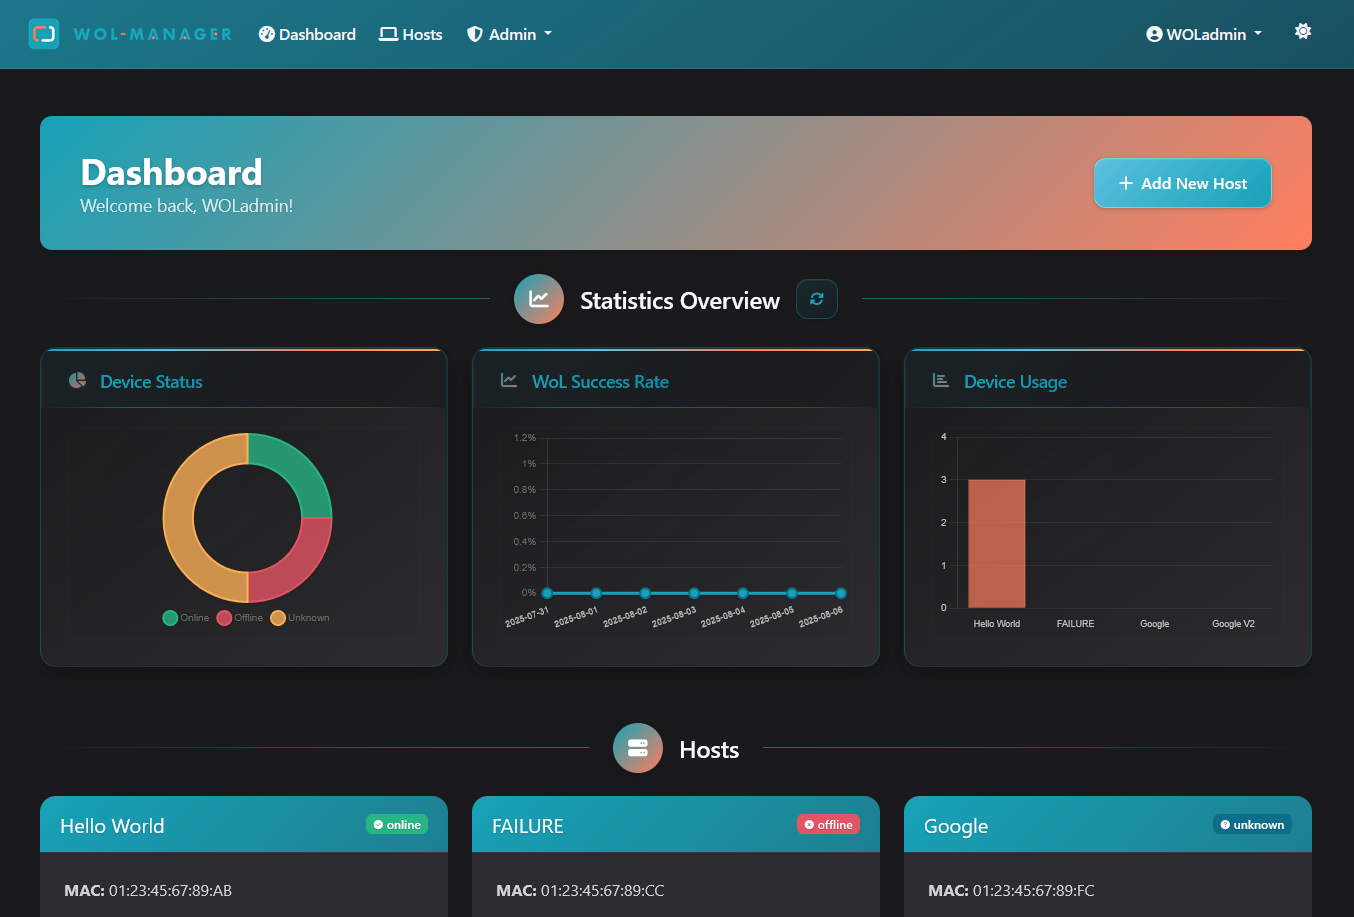 WOL-MANAGER Dashboard Hosts Admin WOLadmin
Dashboard
Welcome back, WOLadmin!
Add New Host
Statistics Overview
Device Status
Online Offline Unknown
WoL Success Rate
1.2%
1%
0.8%
0.6%
0.4%
0.2%
0%
2025-07-31 2025-08-01 2025-08-02 2025-08-03 2025-08-04 2025-08-05 2025-08-06
Device Usage
4
3
2
1
0
Hello World FAILURE Google Google V2
Hosts
Hello World online
MAC: 01:23:45:67:89:AB
FAILURE offline
MAC: 01:23:45:67:89:CC
Google unknown
MAC: 01:23:45:67:89:FC